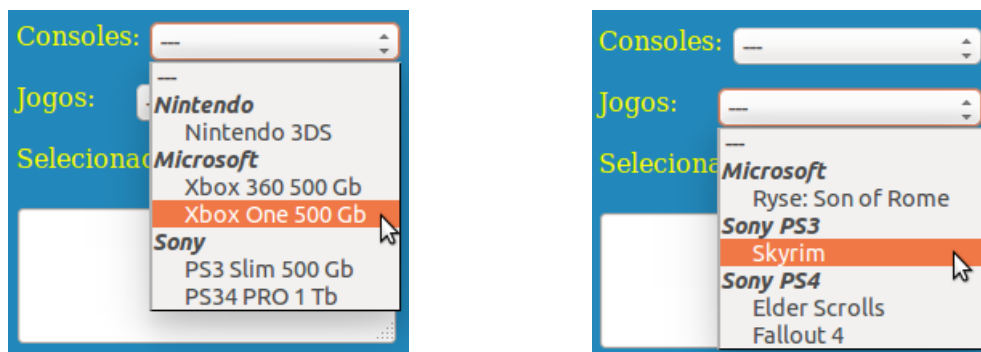 Consoles: ---
---
Jogos:
Nintendo
Nintendo 3DS
Microsoft
Selecionad
Xbox 360 500 Gb
Xbox One 500 Gb
Sony
PS3 Slim 500 Gb
PS34 PRO 1 Tb
Consoles: ---
Jogos: ---
---
Seleciona
Microsoft
Ryse: Son of Rome
Sony PS3
Skyrim
Sony PS4
Elder Scrolls
Fallout 4